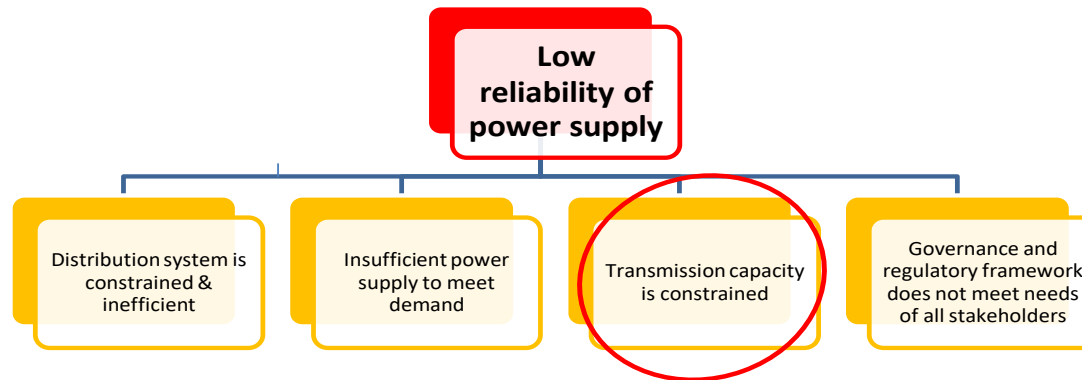 Low
reliability of
power supply
Distribution system is
constrained &
inefficient
Insufficient power
supply to meet
demand
Transmission capacity
is constrained
Governance and
regulatory framework
does not meet needs
of all stakeholders